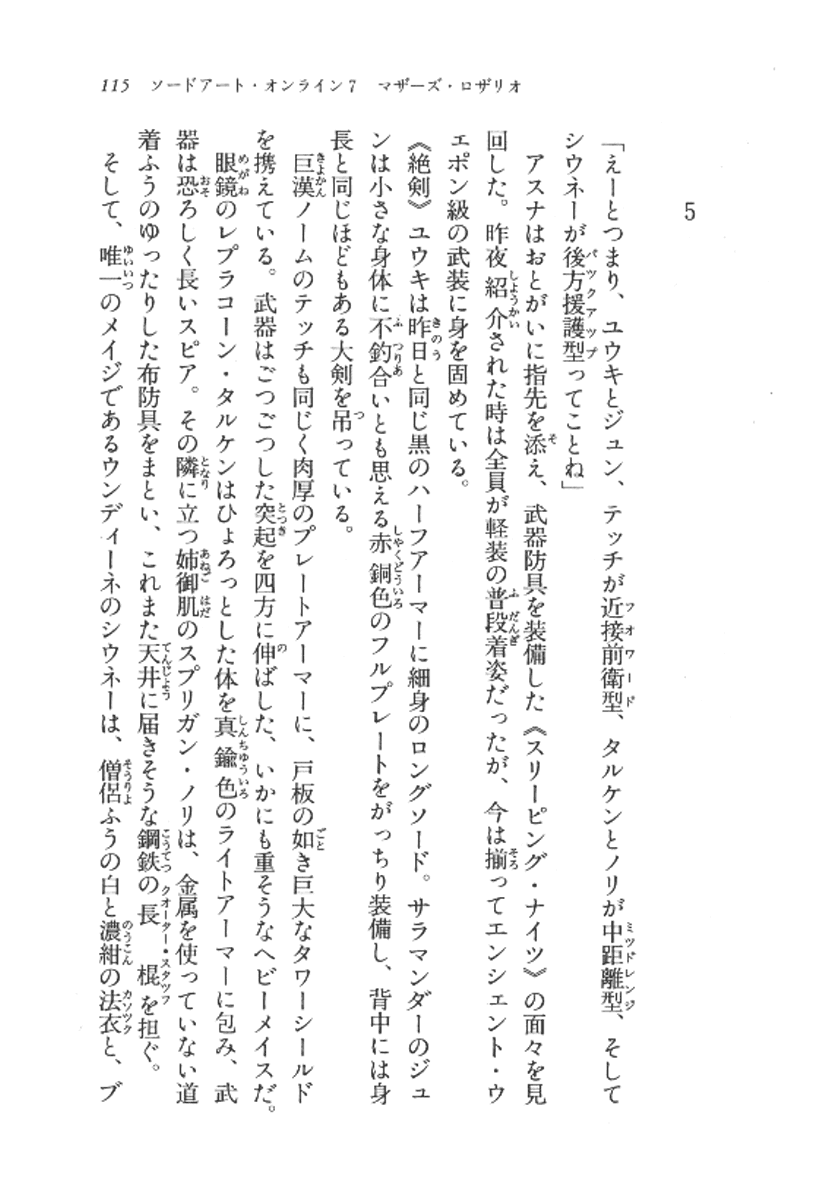 115 ソードアート・オンライン7 マザーズ・ロザリオ
5
「えーとつまり、ユウキとジュン、テッチが近接前衛型、タルケンとノリが中距離型、そして
シウネーが後方援護型ってことね」
アスナはおとがいに指先を添え、武器防具を装備した《スリーピング・ナイツ》の面々を見
回した。昨夜紹介された時は全員が軽装の普段着姿だったが、今は揃ってエンシェント・ウ
ェポン級の武装に身を固めている。
《絶剣》ユウキは昨日と同じ黒のハーフアーマーに細身のロングソード。サラマンダーのジュ
ンは小さな身体に不釣合いとも思える赤銅色のフルプレートをがっちり装備し、背中には身
長と同じほどもある大剣を吊っている。
巨漢ノームのテッチも同じく肉厚のプレートアーマーに、戸板の如き巨大なタワーシールド
を携えている。武器はごつごつした突起を四方に伸ばした、いかにも重そうなヘビーメイスだ。
眼鏡のレプラコーン・タルケンはひょろっとした体を真鍮色のライトアーマーに包み、武
器は恐ろしく長いスピア。その隣に立つ姉御肌のスプリガン・ノリは、金属を使っていない道
着ふうのゆったりした布防具をまとい、これまた天井に届きそうな鋼鉄の長棍を担ぐ。
そして、唯一のメイジであるウンディーネのシウネーは、僧侶ふうの白と濃紺の法衣と、ブ